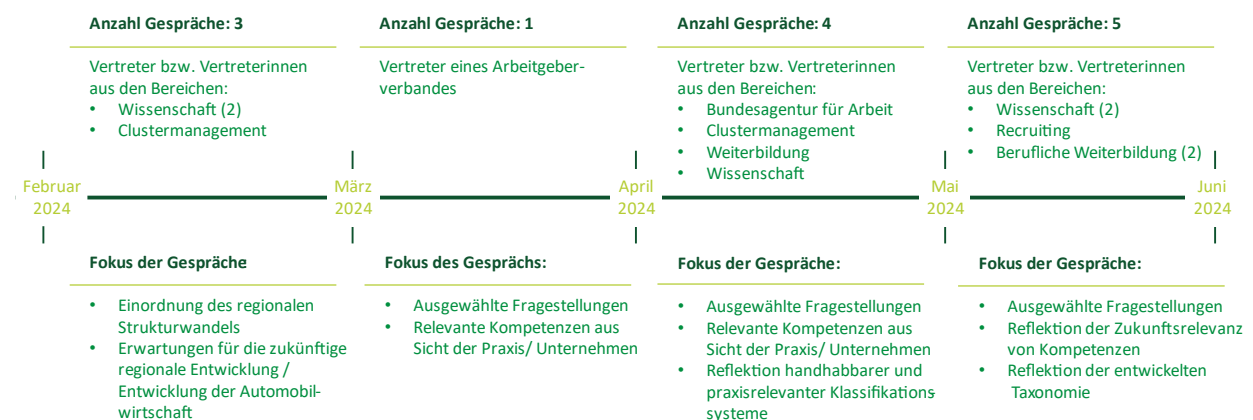 Anzahl Gespräche: 3
Vertreter bzw. Vertreterinnen
aus den Bereichen:
• Wissenschaft (2)
• Clustermanagement
Anzahl Gespräche: 1
Vertreter eines Arbeitgeber-
verbandes
Anzahl Gespräche: 4
Vertreter bzw. Vertreterinnen
aus den Bereichen:
• Bundesagentur für Arbeit
• Clustermanagement
• Weiterbildung
• Wissenschaft
Anzahl Gespräche: 5
Vertreter bzw. Vertreterinnen
aus den Bereichen:
• Wissenschaft (2)
• Recruiting
• Berufliche Weiterbildung (2)
Februar
2024
März
2024
April
2024
Mai
2024
Juni
2024
Fokus der Gespräche:
• Einordnung des regionalen
Strukturwandels
• Erwartungen für die zukünftige
regionale Entwicklung /
Entwicklung der Automobil-
wirtschaft
Fokus des Gesprächs:
• Ausgewählte Fragestellungen
• Relevante Kompetenzen aus
Sicht der Praxis/ Unternehmen
Fokus der Gespräche:
• Ausgewählte Fragestellungen
• Relevante Kompetenzen aus
Sicht der Praxis/ Unternehmen
• Reflektion handhabbarer und
praxisrelevanter Klassifikations-
systeme
Fokus der Gespräche:
• Ausgewählte Fragestellungen
• Reflektion der Zukunftsrelevanz
von Kompetenzen
• Reflektion der entwickelten
Taxonomie